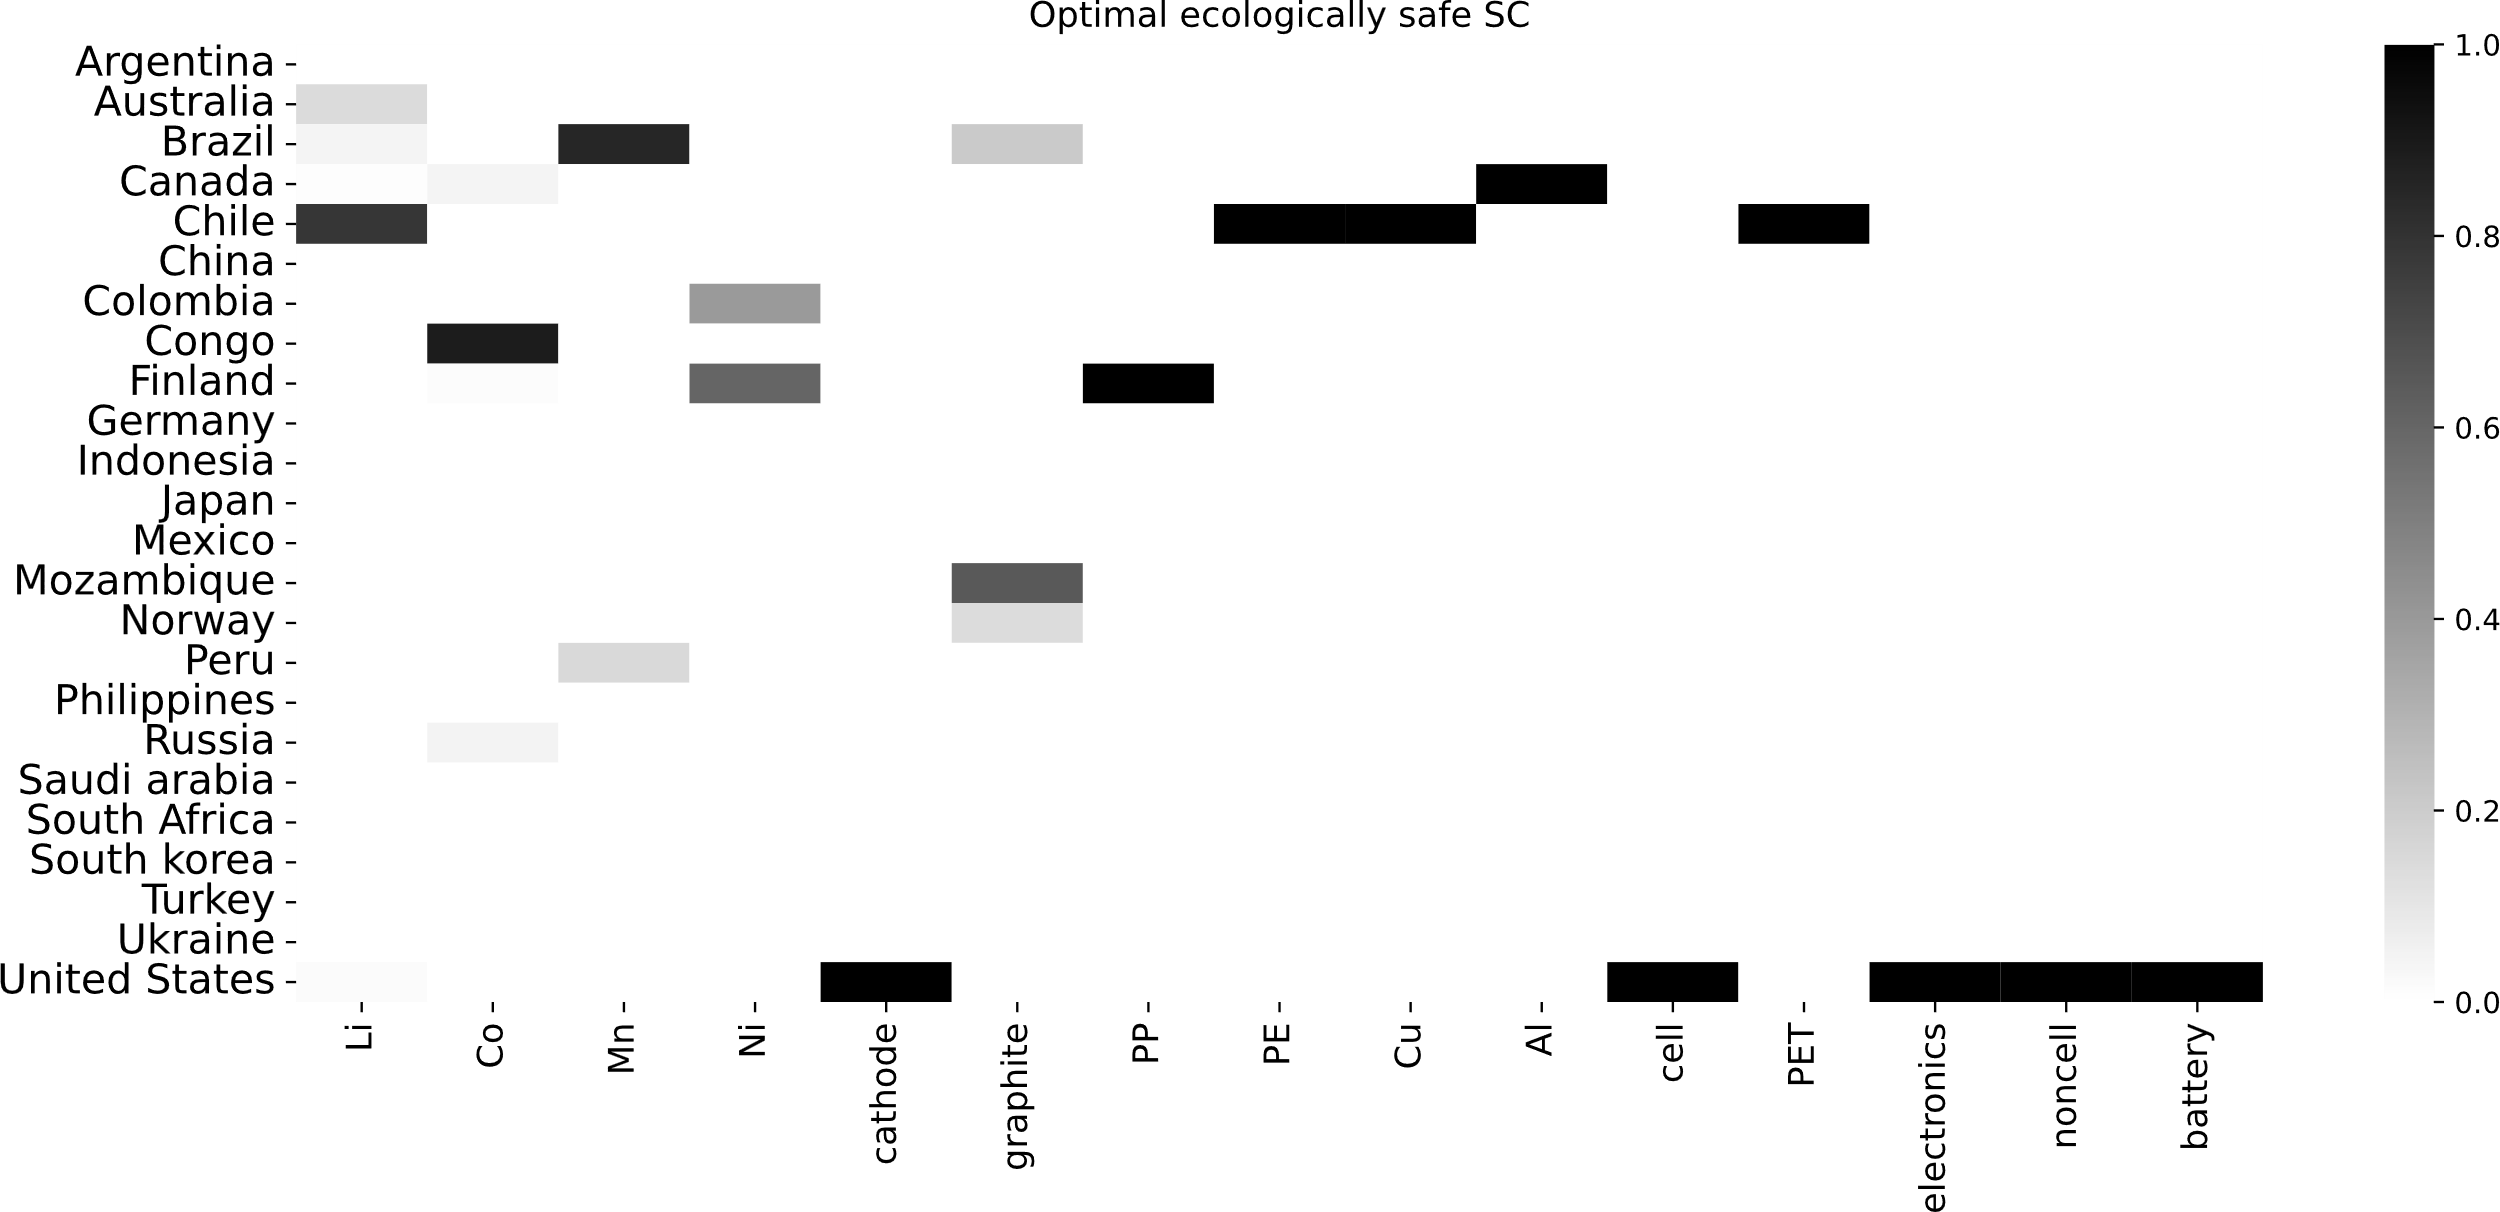 Optimal ecologically safe SC
Argentina
Australia
Brazil
Canada
Chile
China
Colombia
Congo
Finland
Germany
Indonesia
Japan
Mexico
Mozambique
Norway
Peru
Philippines
Russia
Saudi arabia
South Africa
South korea
Turkey
Ukraine
United States
Li
Co
Mn
Ni
cathode
graphite
PP
PE
Cu
Al
cell
PET
electronics
noncell
battery
1.0
0.8
0.6
0.4
0.2
0.0